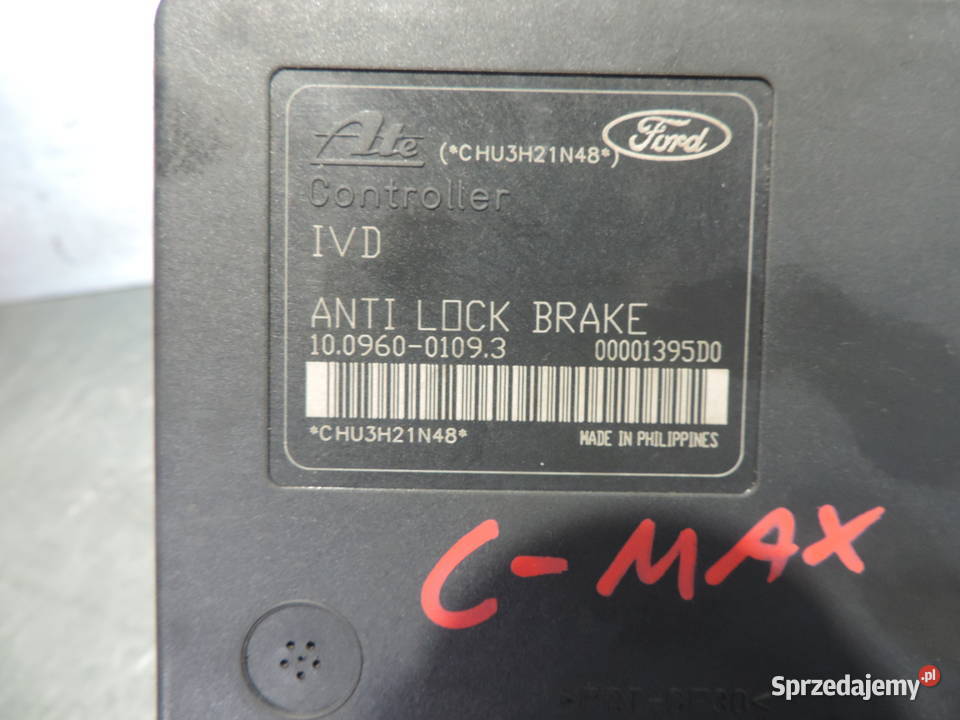 Ate (*CHU3H21N48*) Ford
Controller
IVD
ANTI LOCK BRAKE
10.0960-0109.3 00001395D0
*CHU3H21N48* MADE IN PHILIPPINES
C-MAX
Sprzedajemy.pl